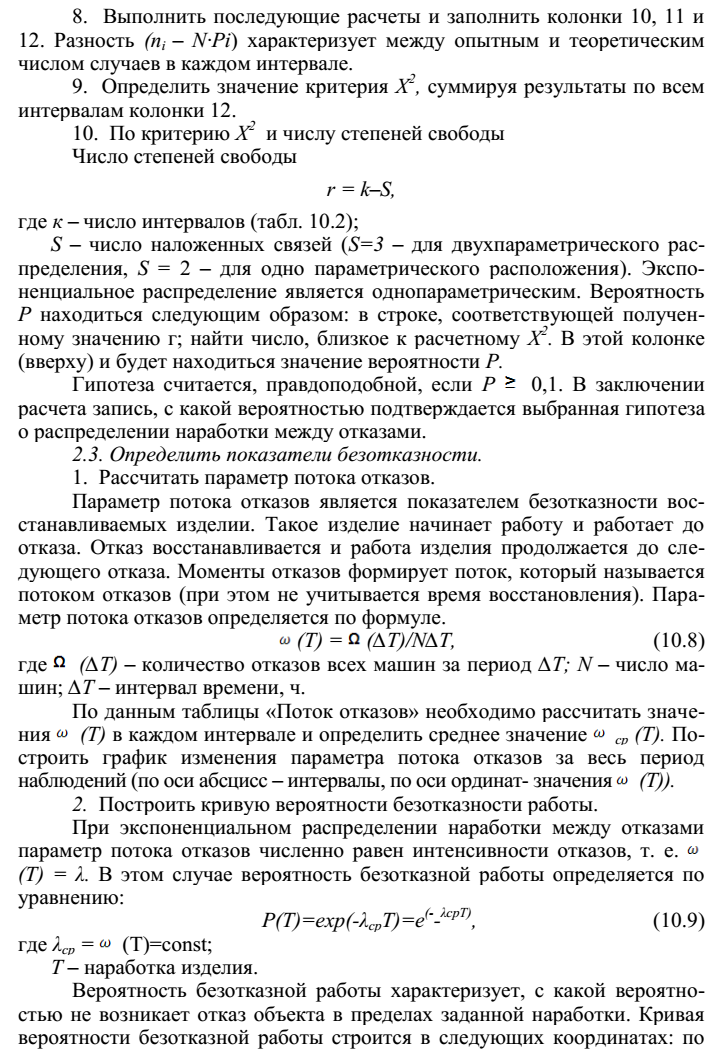 8. Выполнить последующие расчеты и заполнить колонки 10, 11 и
12. Разность (nᵢ – N·Pi) характеризует между опытным и теоретическим
числом случаев в каждом интервале.
9. Определить значение критерия X², суммируя результаты по всем
интервалам колонки 12.
10. По критерию X² и числу степеней свободы
Число степеней свободы
r = k–S,
где к – число интервалов (табл. 10.2);
S – число наложенных связей (S=3 – для двухпараметрического рас-
пределения, S = 2 – для одно параметрического расположения). Экспо-
ненциальное распределение является однопараметрическим. Вероятность
P находиться следующим образом: в строке, соответствующей получен-
ному значению г; найти число, близкое к расчетному X². В этой колонке
(вверху) и будет находиться значение вероятности P.
Гипотеза считается, правдоподобной, если P ≥ 0,1. В заключении
расчета запись, с какой вероятностью подтверждается выбранная гипотеза
о распределении наработки между отказами.
2.3. Определить показатели безотказности.
1. Рассчитать параметр потока отказов.
Параметр потока отказов является показателем безотказности вос-
станавливаемых изделии. Такое изделие начинает работу и работает до
отказа. Отказ восстанавливается и работа изделия продолжается до сле-
дующего отказа. Моменты отказов формирует поток, который называется
потоком отказов (при этом не учитывается время восстановления). Пара-
метр потока отказов определяется по формуле.
ω (T) = Ω (ΔT)/NΔT, (10.8)
где Ω (ΔT) – количество отказов всех машин за период ΔT; N – число ма-
шин; ΔT – интервал времени, ч.
По данным таблицы «Поток отказов» необходимо рассчитать значе-
ния ω (T) в каждом интервале и определить среднее значение ω ср (T). По-
строить график изменения параметра потока отказов за весь период
наблюдений (по оси абсцисс – интервалы, по оси ординат- значения ω (T)).
2. Построить кривую вероятности безотказности работы.
При экспоненциальном распределении наработки между отказами
параметр потока отказов численно равен интенсивности отказов, т. е. ω
(T) = λ. В этом случае вероятность безотказной работы определяется по
уравнению:
P(T)=exp(-λсрT)=e^(-‑λсрT), (10.9)
где λср = ω (T)=const;
T – наработка изделия.
Вероятность безотказной работы характеризует, с какой вероятно-
стью не возникает отказ объекта в пределах заданной наработки. Кривая
вероятности безотказной работы строится в следующих координатах: по